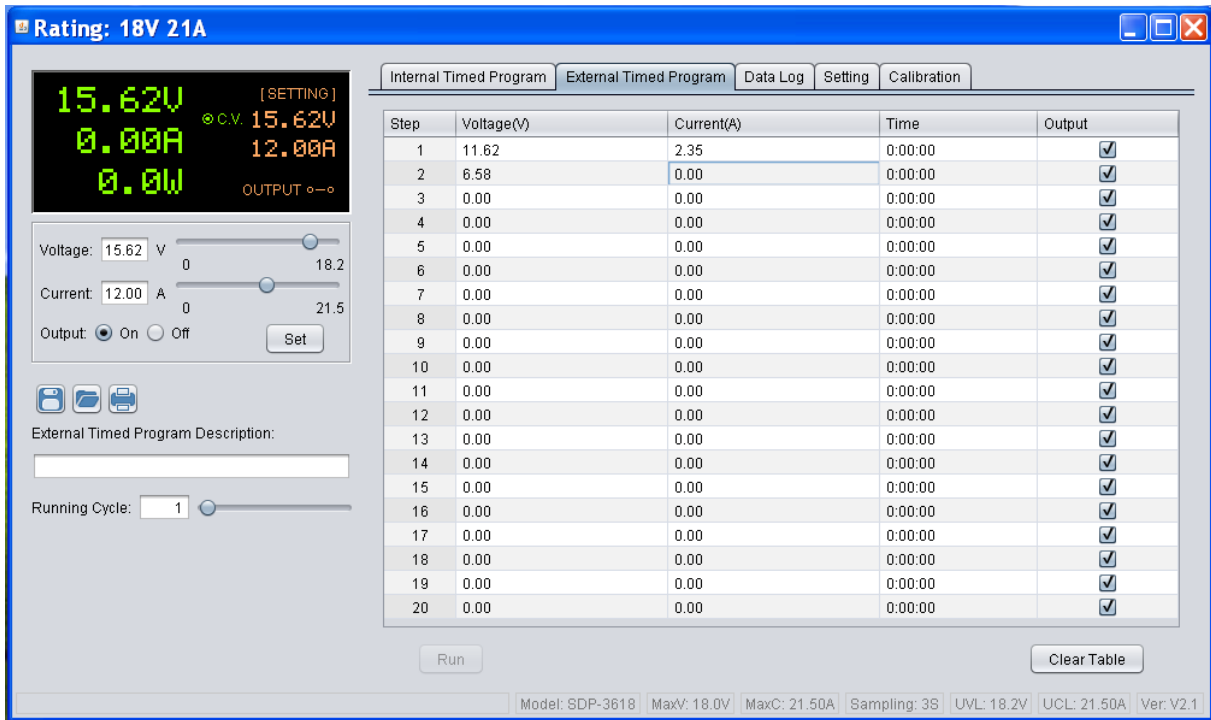 Rating: 18V 21A
15.62V
[SETTING]
C.V. 15.62V
0.00A
12.00A
0.0W
OUTPUT
Voltage: 15.62 V
0 18.2
Current: 12.00 A
0 21.5
Output: On Off
Set
External Timed Program Description:
Running Cycle: 1
Internal Timed Program External Timed Program Data Log Setting Calibration
Step Voltage(V) Current(A) Time Output
1 11.62 2.35 0:00:00
2 6.58 0.00 0:00:00
3 0.00 0.00 0:00:00
4 0.00 0.00 0:00:00
5 0.00 0.00 0:00:00
6 0.00 0.00 0:00:00
7 0.00 0.00 0:00:00
8 0.00 0.00 0:00:00
9 0.00 0.00 0:00:00
10 0.00 0.00 0:00:00
11 0.00 0.00 0:00:00
12 0.00 0.00 0:00:00
13 0.00 0.00 0:00:00
14 0.00 0.00 0:00:00
15 0.00 0.00 0:00:00
16 0.00 0.00 0:00:00
17 0.00 0.00 0:00:00
18 0.00 0.00 0:00:00
19 0.00 0.00 0:00:00
20 0.00 0.00 0:00:00
Run Clear Table
Model: SDP-3618 MaxV: 18.0V MaxC: 21.50A Sampling: 3S UVL: 18.2V UCL: 21.50A Ver: V2.1